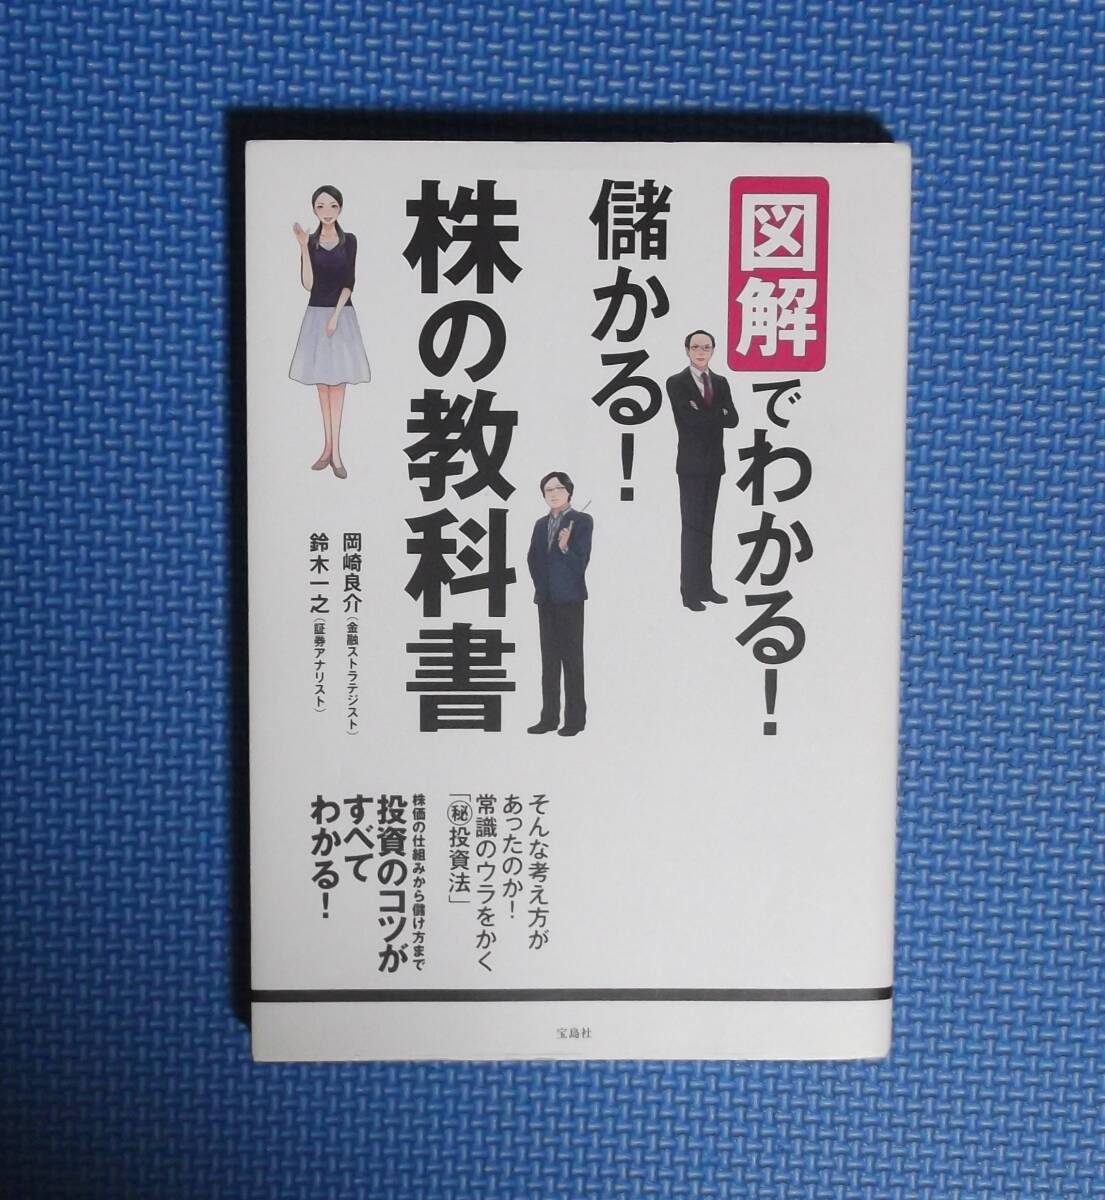 図解でわかる！
儲かる！
株の教科書
岡崎良介（金融ストラテジスト）
鈴木一之（証券アナリスト）
そんな考え方が
あったのか！
常識のウラをかく
「㊙投資法」
株価の仕組みから儲け方まで
投資のコツが
すべて
わかる！
宝島社